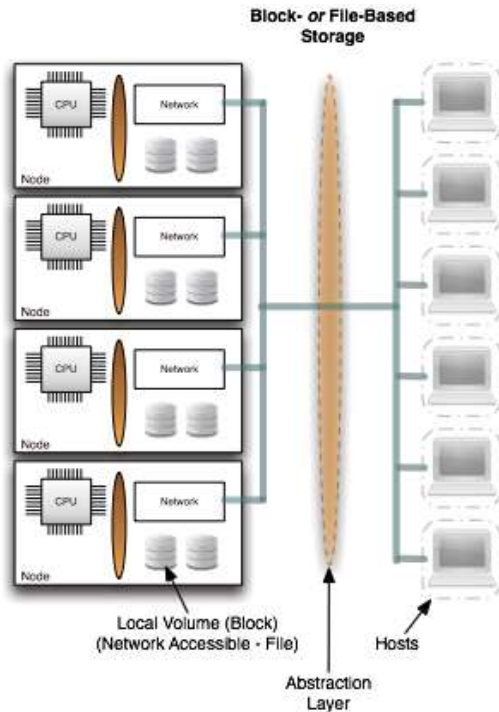 Block- or File-Based
Storage
CPU
Network
Node
CPU
Network
Node
CPU
Network
Node
CPU
Network
Node
Local Volume (Block)
(Network Accessible - File)
Hosts
Abstraction
Layer